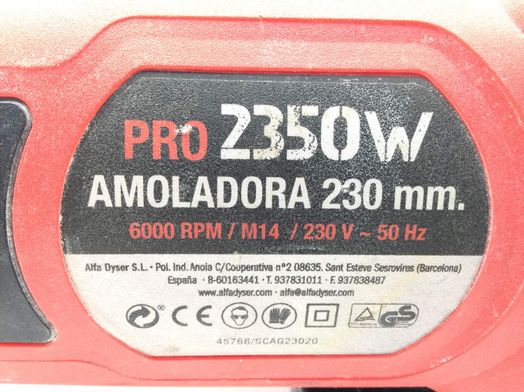 PRO 2350W
AMOLADORA 230 mm.
6000 RPM / M14 / 230 V ~ 50 Hz
Alfa Dyser S.L. · Pol. Ind. Anoia C/Cooperativa nº2 08635. Sant Esteve Sesrovires (Barcelona)
España · B-60163441 · T. 937831011 · F. 937838487
www.alfadyser.com · alfa@alfadyser.com
CE GS
45766/SCAG23020